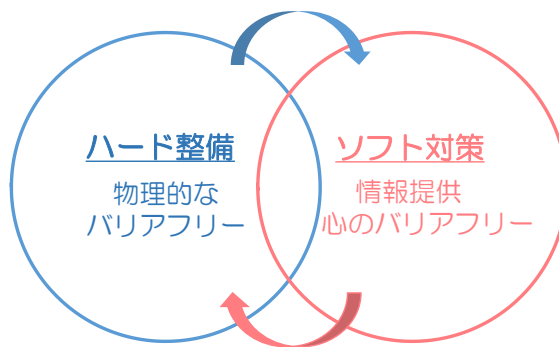 ハード整備
物理的な
バリアフリー
ソフト対策
情報提供
心のバリアフリー